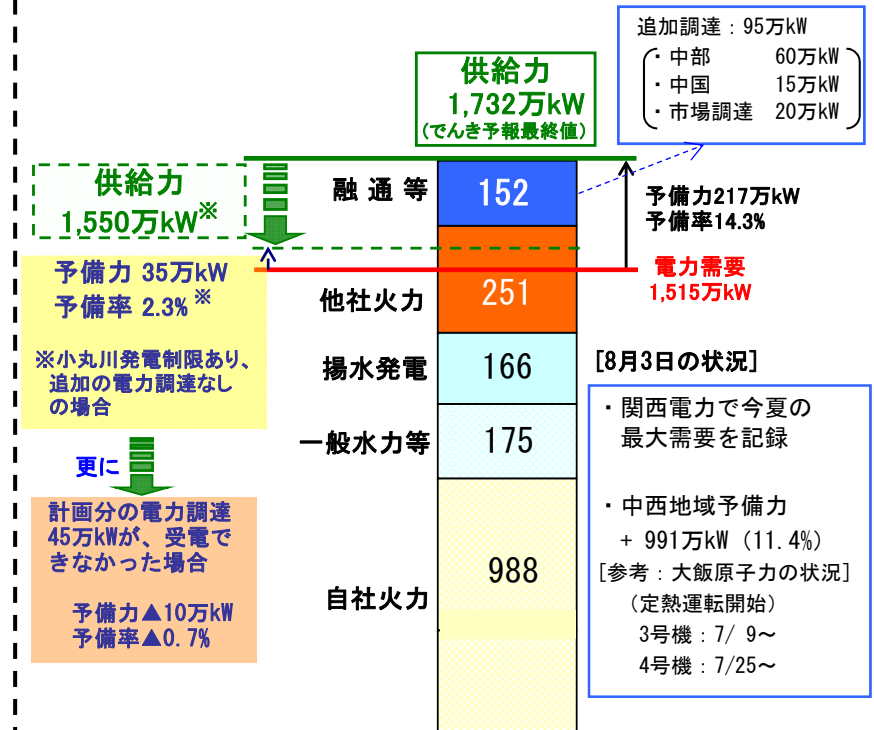 追加調達：95万kW
・中部 60万kW
・中国 15万kW
・市場調達 20万kW
供給力
1,732万kW
(でんき予報最終値)
供給力
1,550万kW※
融通等
152
予備力217万kW
予備率14.3%
予備力 35万kW
予備率 2.3%※
※小丸川発電制限あり、
追加の電力調達なし
の場合
電力需要
1,515万kW
他社火力
251
揚水発電
166
一般水力等
175
自社火力
988
更に
計画分の電力調達
45万kWが、受電で
きなかった場合
予備力▲10万kW
予備率▲0.7%
[8月3日の状況]
・関西電力で今夏の
最大需要を記録
・中西地域予備力
+ 991万kW (11.4%)
[参考：大飯原子力の状況]
(定熱運転開始)
3号機：7/ 9～
4号機：7/25～